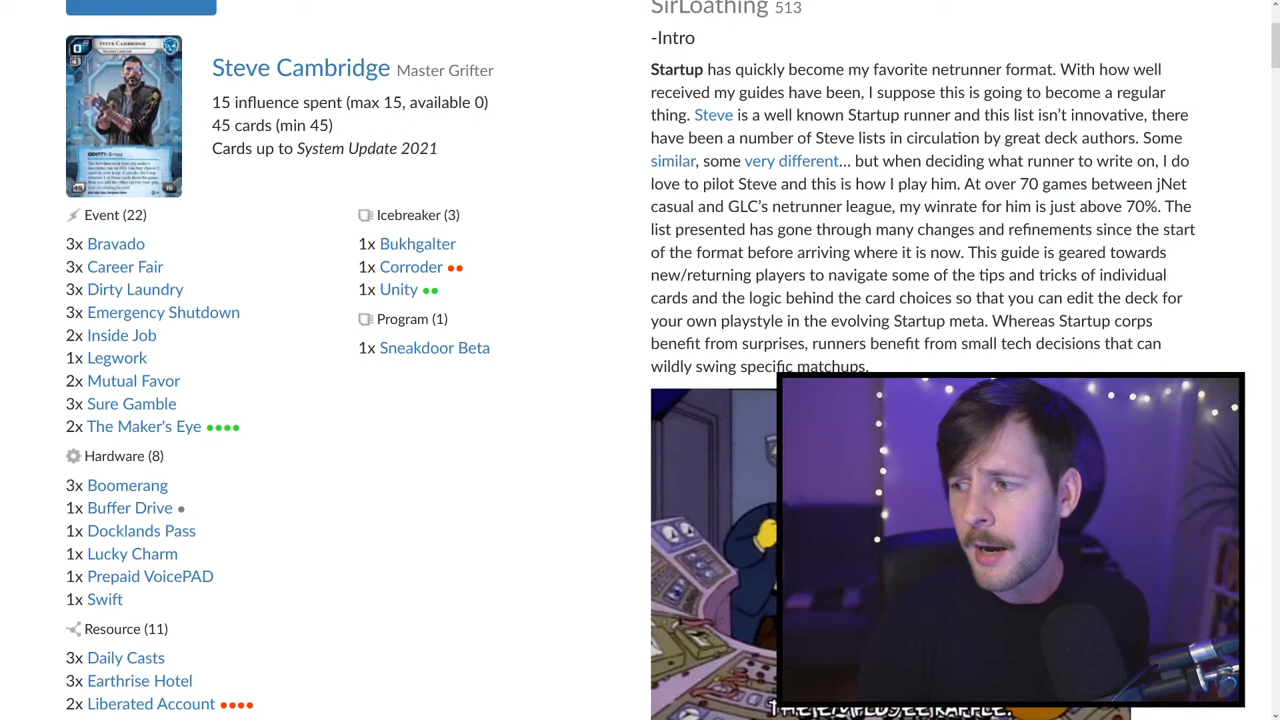 STEVE CAMBRIDGE
Steve Cambridge Master Grifter
15 influence spent (max 15, available 0)
45 cards (min 45)
Cards up to System Update 2021
Event (22)
3x Bravado
3x Career Fair
3x Dirty Laundry
3x Emergency Shutdown
2x Inside Job
1x Legwork
2x Mutual Favor
3x Sure Gamble
2x The Maker's Eye
Hardware (8)
3x Boomerang
1x Buffer Drive
1x Docklands Pass
1x Lucky Charm
1x Prepaid VoicePAD
1x Swift
Resource (11)
3x Daily Casts
3x Earthrise Hotel
2x Liberated Account
Icebreaker (3)
1x Bukhgalter
1x Corroder
1x Unity
Program (1)
1x Sneakdoor Beta
SirLoathing 513
-Intro
Startup has quickly become my favorite netrunner format. With how well
received my guides have been, I suppose this is going to become a regular
thing. Steve is a well known Startup runner and this list isn't innovative, there
have been a number of Steve lists in circulation by great deck authors. Some
similar, some very different... but when deciding what runner to write on, I do
love to pilot Steve and this is how I play him. At over 70 games between jNet
casual and GLC's netrunner league, my winrate for him is just above 70%. The
list presented has gone through many changes and refinements since the start
of the format before arriving where it is now. This guide is geared towards
new/returning players to navigate some of the tips and tricks of individual
cards and the logic behind the card choices so that you can edit the deck for
your own playstyle in the evolving Startup meta. Whereas Startup corps
benefit from surprises, runners benefit from small tech decisions that can
wildly swing specific matchups.